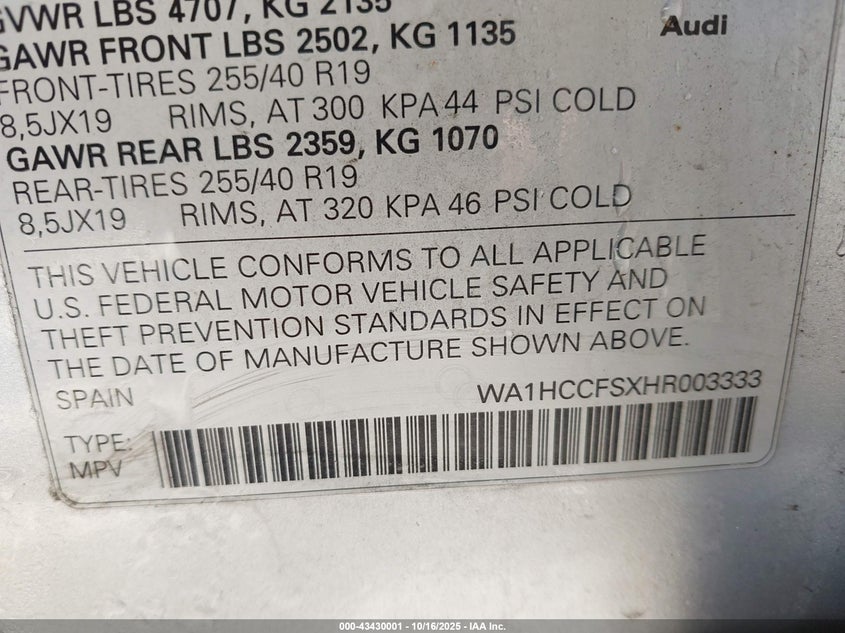 GVWR LBS 4707, KG 2135
Audi
GAWR FRONT LBS 2502, KG 1135
FRONT-TIRES 255/40 R19
8,5JX19 RIMS, AT 300 KPA 44 PSI COLD
GAWR REAR LBS 2359, KG 1070
REAR-TIRES 255/40 R19
8,5JX19 RIMS, AT 320 KPA 46 PSI COLD
THIS VEHICLE CONFORMS TO ALL APPLICABLE
U.S. FEDERAL MOTOR VEHICLE SAFETY AND
THEFT PREVENTION STANDARDS IN EFFECT ON
THE DATE OF MANUFACTURE SHOWN ABOVE.
SPAIN WA1HCCFSXHR003333
TYPE:
MPV
000-43430001 - 10/16/2025 - IAA Inc.